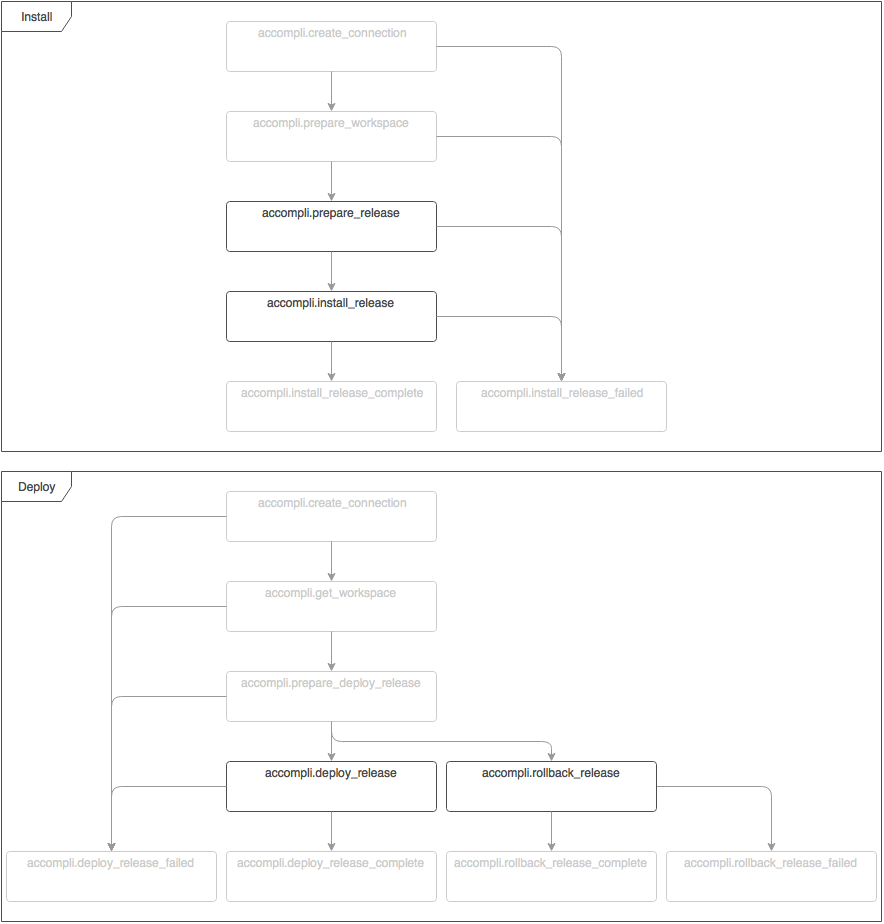 Install
accompli.create_connection
accompli.prepare_workspace
accompli.prepare_release
accompli.install_release
accompli.install_release_complete
accompli.install_release_failed
Deploy
accompli.create_connection
accompli.get_workspace
accompli.prepare_deploy_release
accompli.deploy_release
accompli.rollback_release
accompli.deploy_release_failed
accompli.deploy_release_complete
accompli.rollback_release_complete
accompli.rollback_release_failed